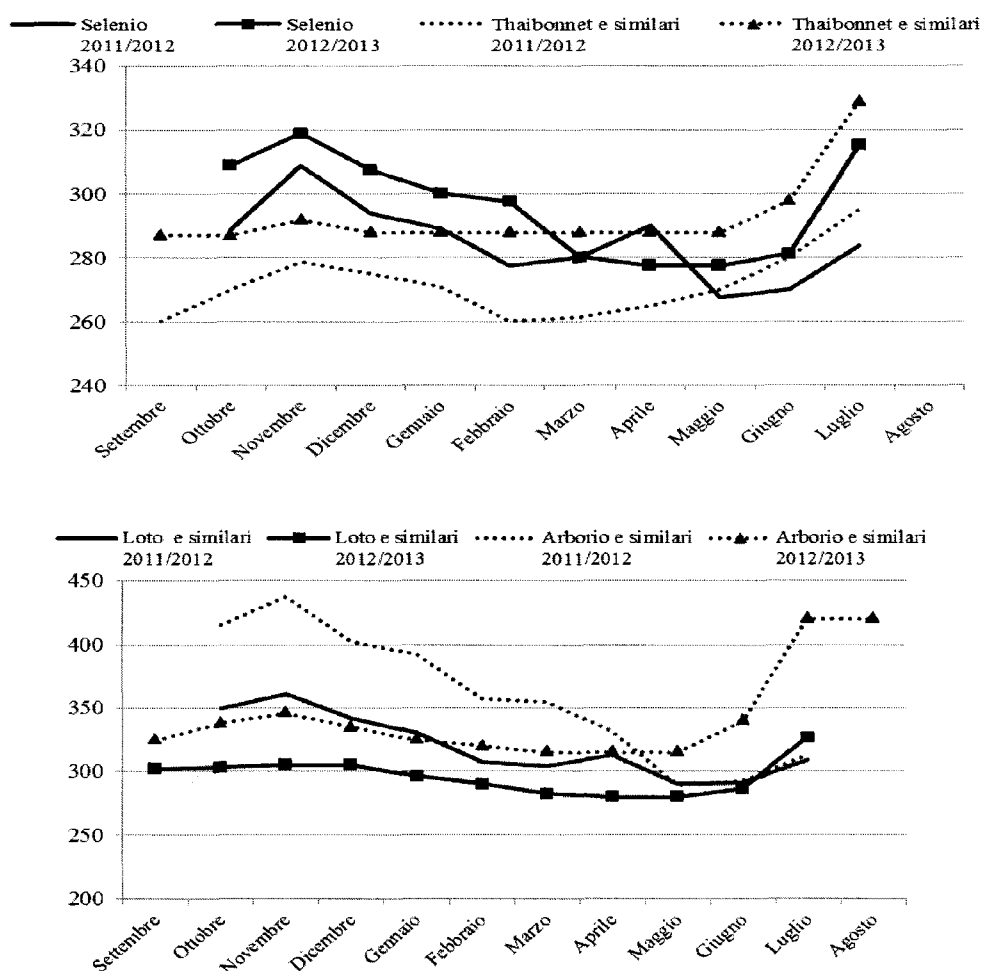 Selenio 2011/2012
Selenio 2012/2013
Thaibonnet e similari 2011/2012
Thaibonnet e similari 2012/2013
340
320
300
280
260
240
Settembre
Ottobre
Novembre
Dicembre
Gennaio
Febbraio
Marzo
Aprile
Maggio
Giugno
Luglio
Agosto
Loto e similari 2011/2012
Loto e similari 2012/2013
Arborio e similari 2011/2012
Arborio e similari 2012/2013
450
400
350
300
250
200
Settembre
Ottobre
Novembre
Dicembre
Gennaio
Febbraio
Marzo
Aprile
Maggio
Giugno
Luglio
Agosto